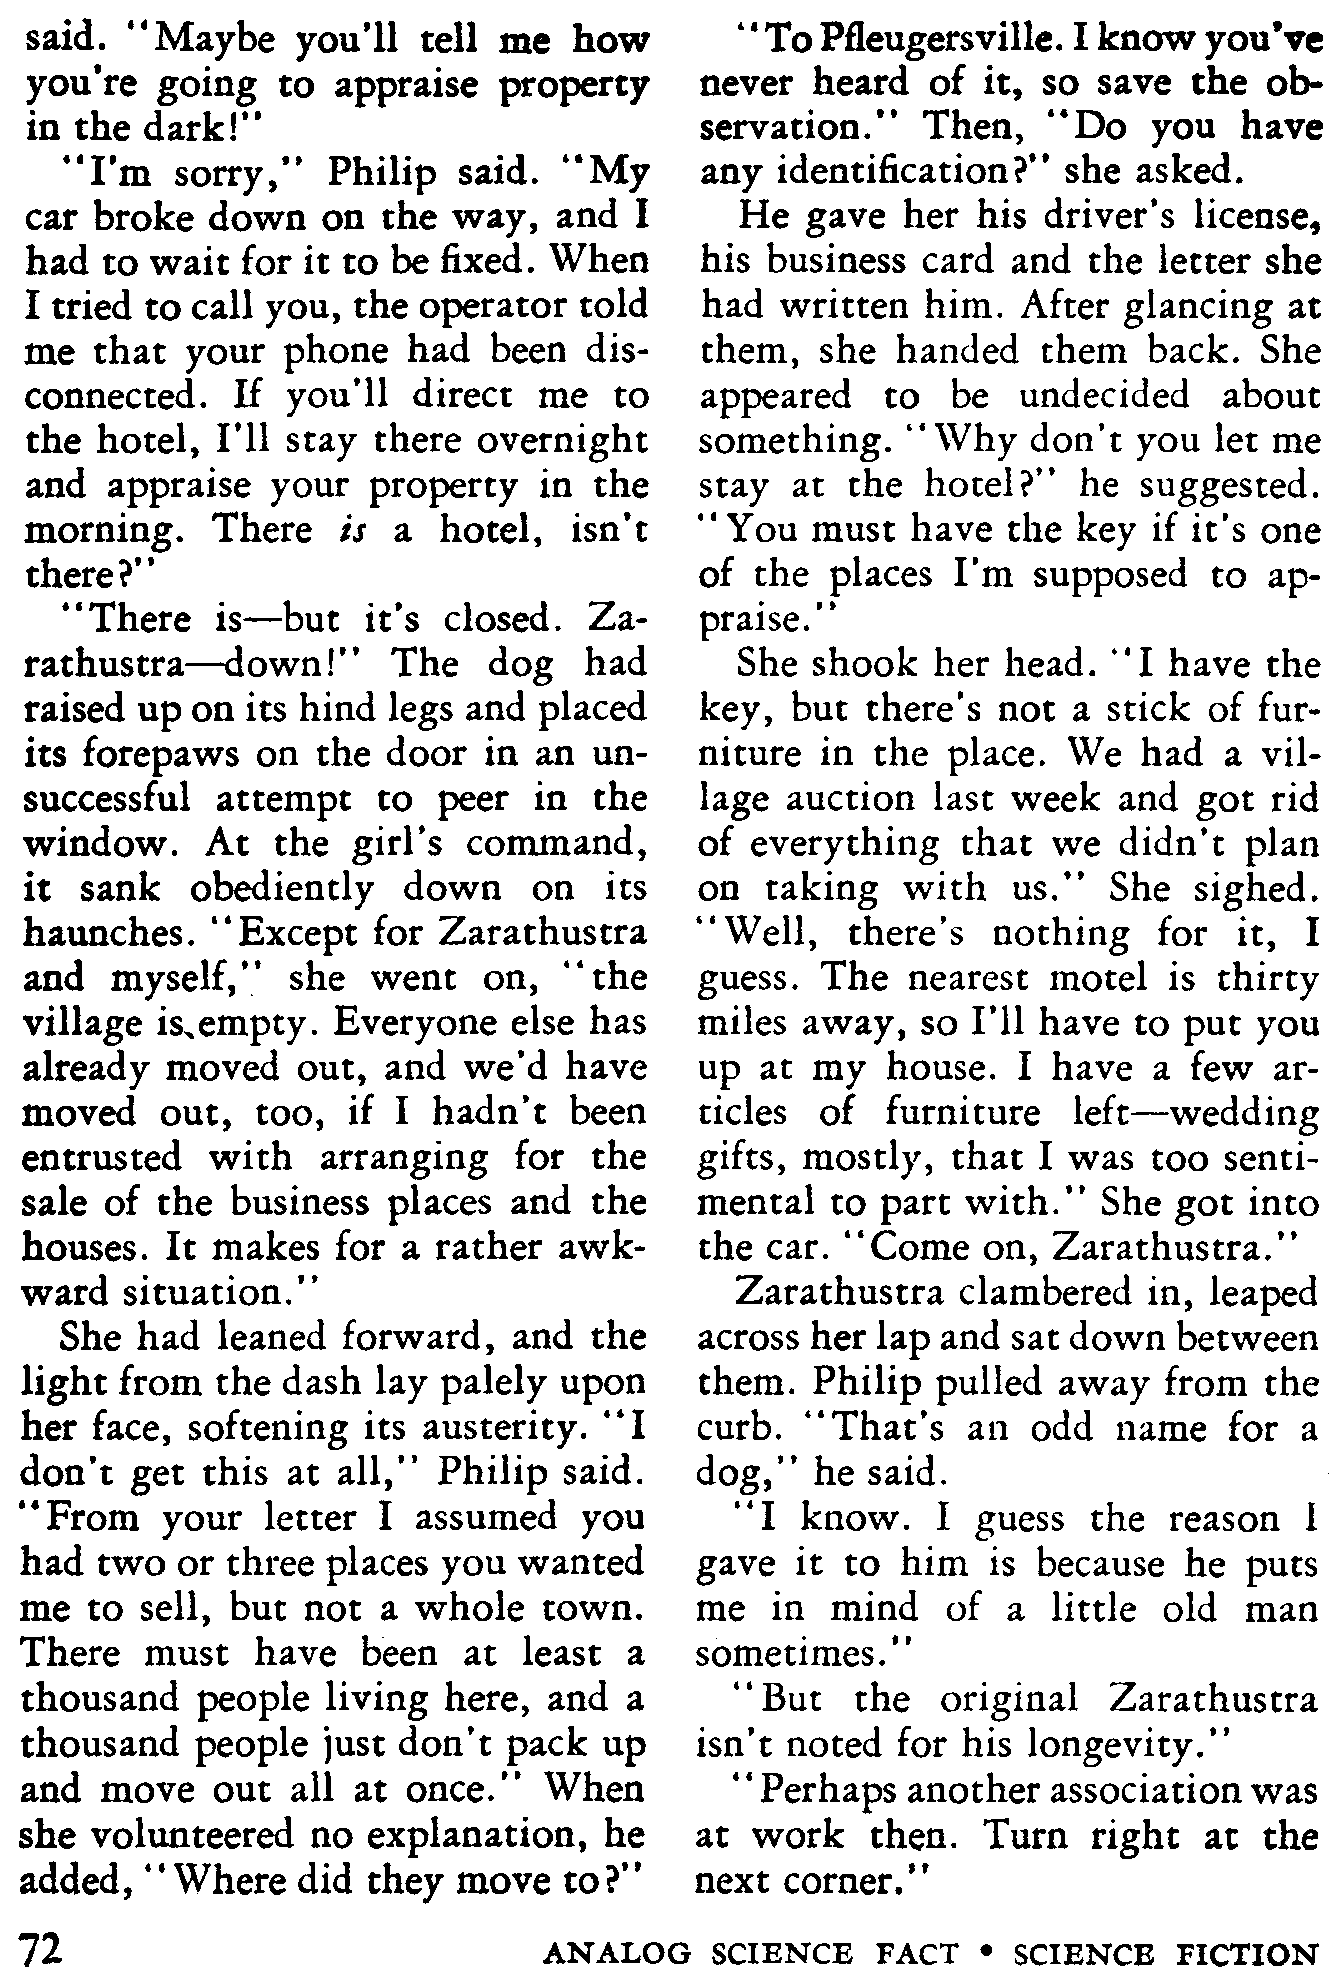 said. "Maybe you'll tell me how
you're going to appraise property
in the dark!"
"I'm sorry," Philip said. "My
car broke down on the way, and I
had to wait for it to be fixed. When
I tried to call you, the operator told
me that your phone had been dis-
connected. If you'll direct me to
the hotel, I'll stay there overnight
and appraise your property in the
morning. There is a hotel, isn't
there?"
"There is—but it's closed. Za-
rathustra—down!" The dog had
raised up on its hind legs and placed
its forepaws on the door in an un-
successful attempt to peer in the
window. At the girl's command,
it sank obediently down on its
haunches. "Except for Zarathustra
and myself," she went on, "the
village is empty. Everyone else has
already moved out, and we'd have
moved out, too, if I hadn't been
entrusted with arranging for the
sale of the business places and the
houses. It makes for a rather awk-
ward situation."
She had leaned forward, and the
light from the dash lay palely upon
her face, softening its austerity. "I
don't get this at all," Philip said.
"From your letter I assumed you
had two or three places you wanted
me to sell, but not a whole town.
There must have been at least a
thousand people living here, and a
thousand people just don't pack up
and move out all at once." When
she volunteered no explanation, he
added, "Where did they move to?"
"To Pfleugersville. I know you've
never heard of it, so save the ob-
servation." Then, "Do you have
any identification?" she asked.
He gave her his driver's license,
his business card and the letter she
had written him. After glancing at
them, she handed them back. She
appeared to be undecided about
something. "Why don't you let me
stay at the hotel?" he suggested.
"You must have the key if it's one
of the places I'm supposed to ap-
praise."
She shook her head. "I have the
key, but there's not a stick of fur-
niture in the place. We had a vil-
lage auction last week and got rid
of everything that we didn't plan
on taking with us." She sighed.
"Well, there's nothing for it, I
guess. The nearest motel is thirty
miles away, so I'll have to put you
up at my house. I have a few ar-
ticles of furniture left—wedding
gifts, mostly, that I was too senti-
mental to part with." She got into
the car. "Come on, Zarathustra."
Zarathustra clambered in, leaped
across her lap and sat down between
them. Philip pulled away from the
curb. "That's an odd name for a
dog," he said.
"I know. I guess the reason I
gave it to him is because he puts
me in mind of a little old man
sometimes."
"But the original Zarathustra
isn't noted for his longevity."
"Perhaps another association was
at work then. Turn right at the
next corner."
72
ANALOG SCIENCE FACT • SCIENCE FICTION